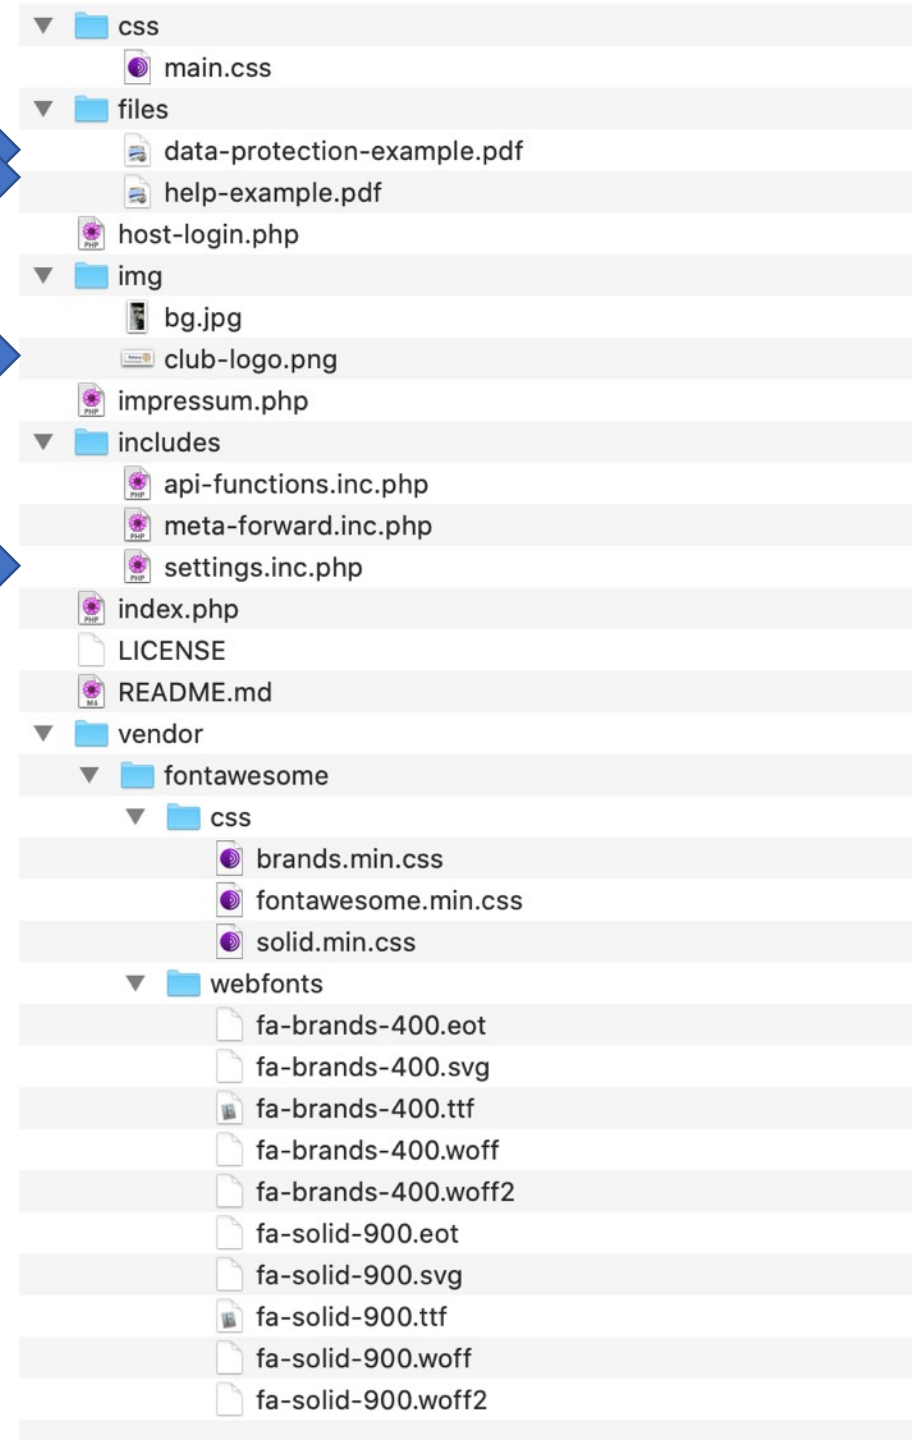 css
main.css
files
data-protection-example.pdf
help-example.pdf
host-login.php
img
bg.jpg
club-logo.png
impressum.php
includes
api-functions.inc.php
meta-forward.inc.php
settings.inc.php
index.php
LICENSE
README.md
vendor
fontawesome
css
brands.min.css
fontawesome.min.css
solid.min.css
webfonts
fa-brands-400.eot
fa-brands-400.svg
fa-brands-400.ttf
fa-brands-400.woff
fa-brands-400.woff2
fa-solid-900.eot
fa-solid-900.svg
fa-solid-900.ttf
fa-solid-900.woff
fa-solid-900.woff2